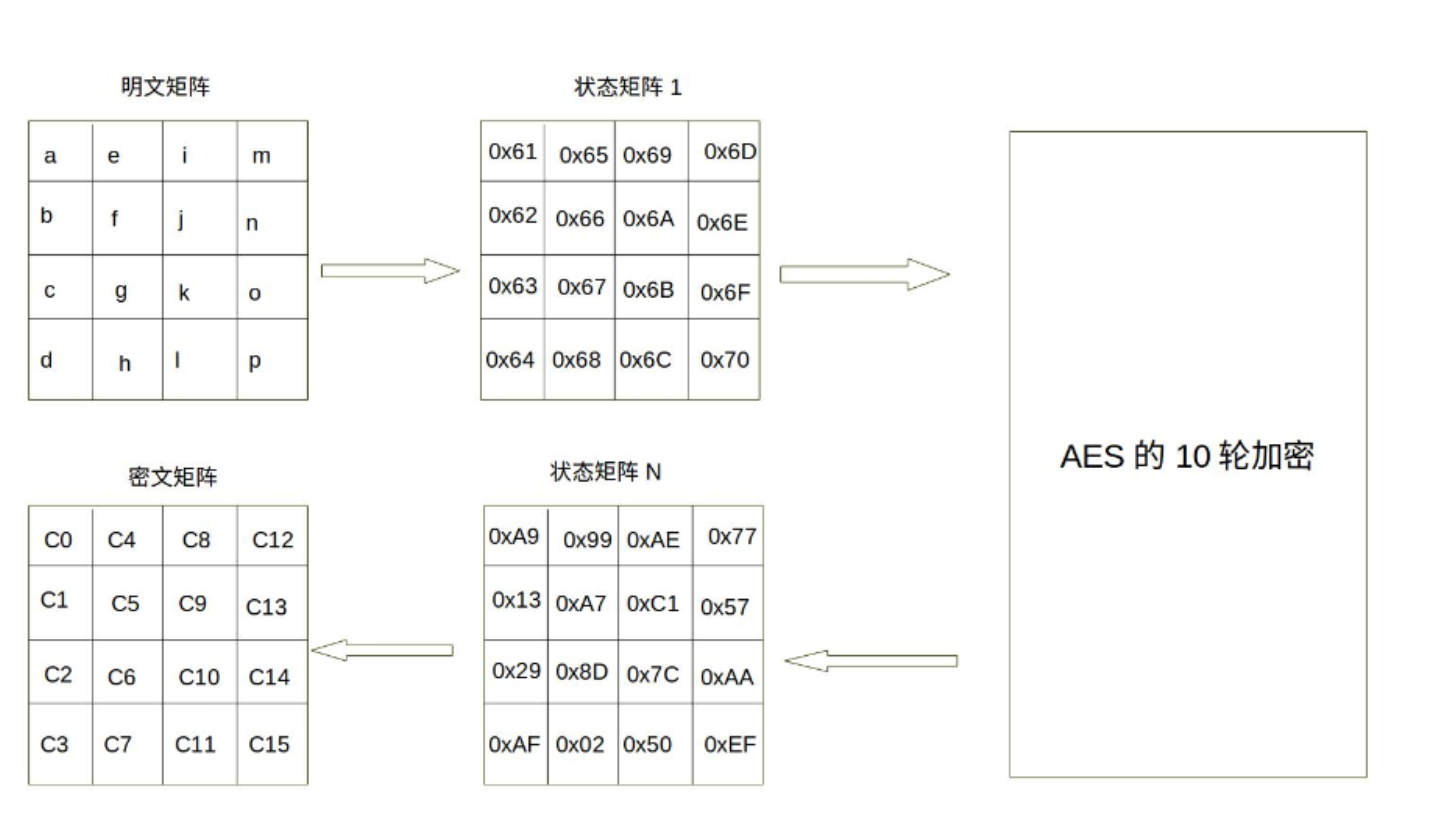 明文矩阵
a e i m
b f j n
c g k o
d h l p
状态矩阵 1
0x61 0x65 0x69 0x6D
0x62 0x66 0x6A 0x6E
0x63 0x67 0x6B 0x6F
0x64 0x68 0x6C 0x70
AES 的 10 轮加密
状态矩阵 N
0xA9 0x99 0xAE 0x77
0x13 0xA7 0xC1 0x57
0x29 0x8D 0x7C 0xAA
0xAF 0x02 0x50 0xEF
密文矩阵
C0 C4 C8 C12
C1 C5 C9 C13
C2 C6 C10 C14
C3 C7 C11 C15